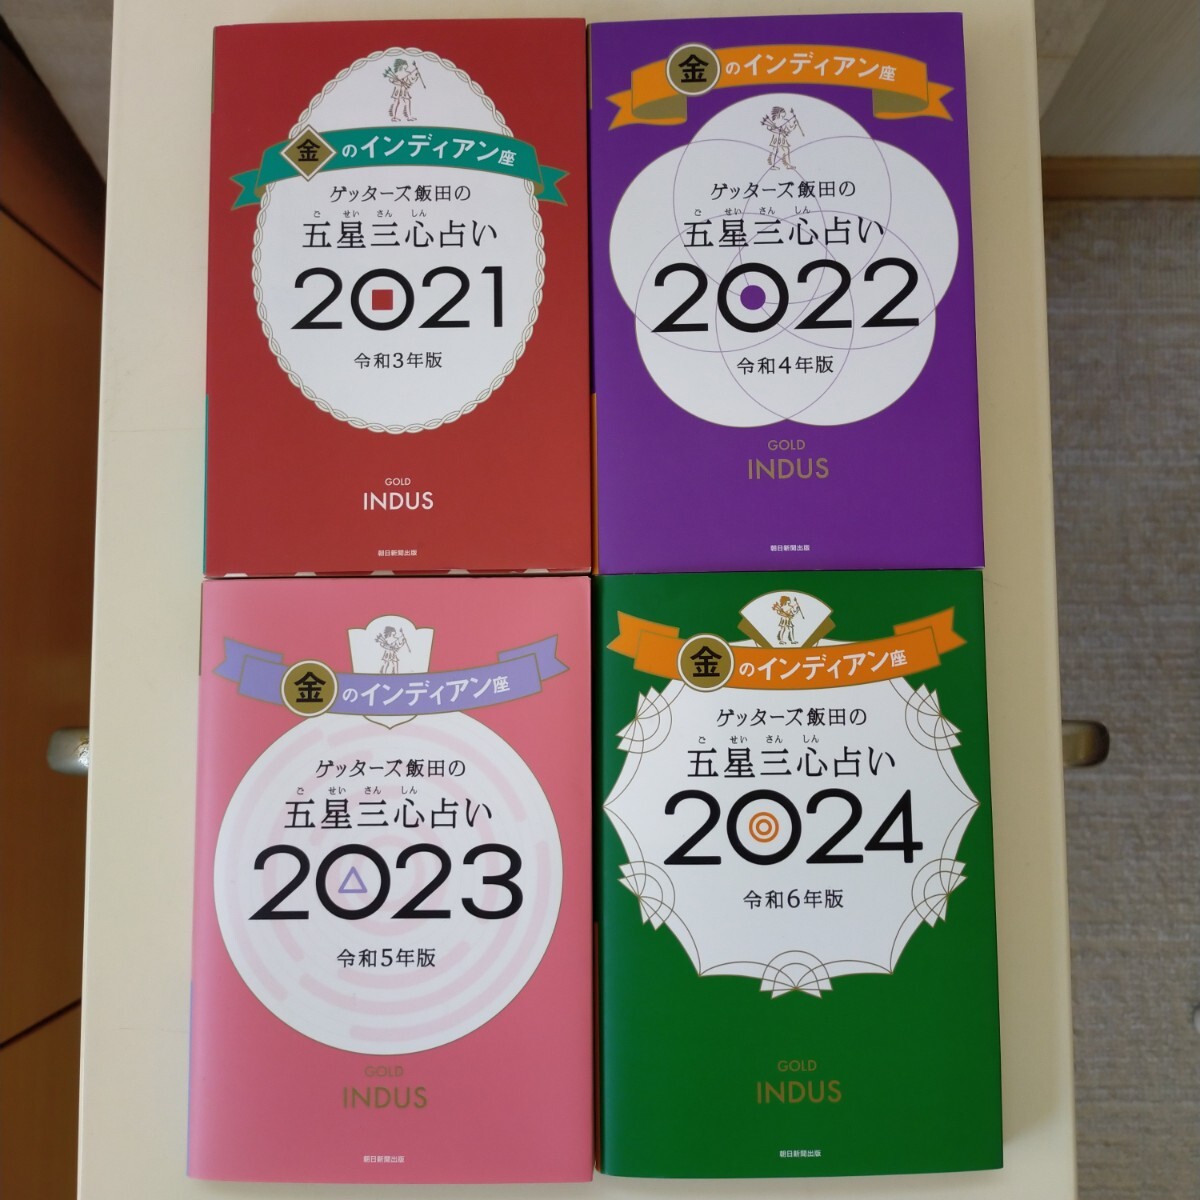 金のインディアン座
ゲッターズ飯田の
ご せい さん しん
五星三心占い
2021
令和3年版
GOLD
INDUS
朝日新聞出版
金のインディアン座
ゲッターズ飯田の
ご せい さん しん
五星三心占い
2022
令和4年版
GOLD
INDUS
朝日新聞出版
金のインディアン座
ゲッターズ飯田の
ご せい さん しん
五星三心占い
2023
令和5年版
GOLD
INDUS
朝日新聞出版
金のインディアン座
ゲッターズ飯田の
ご せい さん しん
五星三心占い
2024
令和6年版
GOLD
INDUS
朝日新聞出版